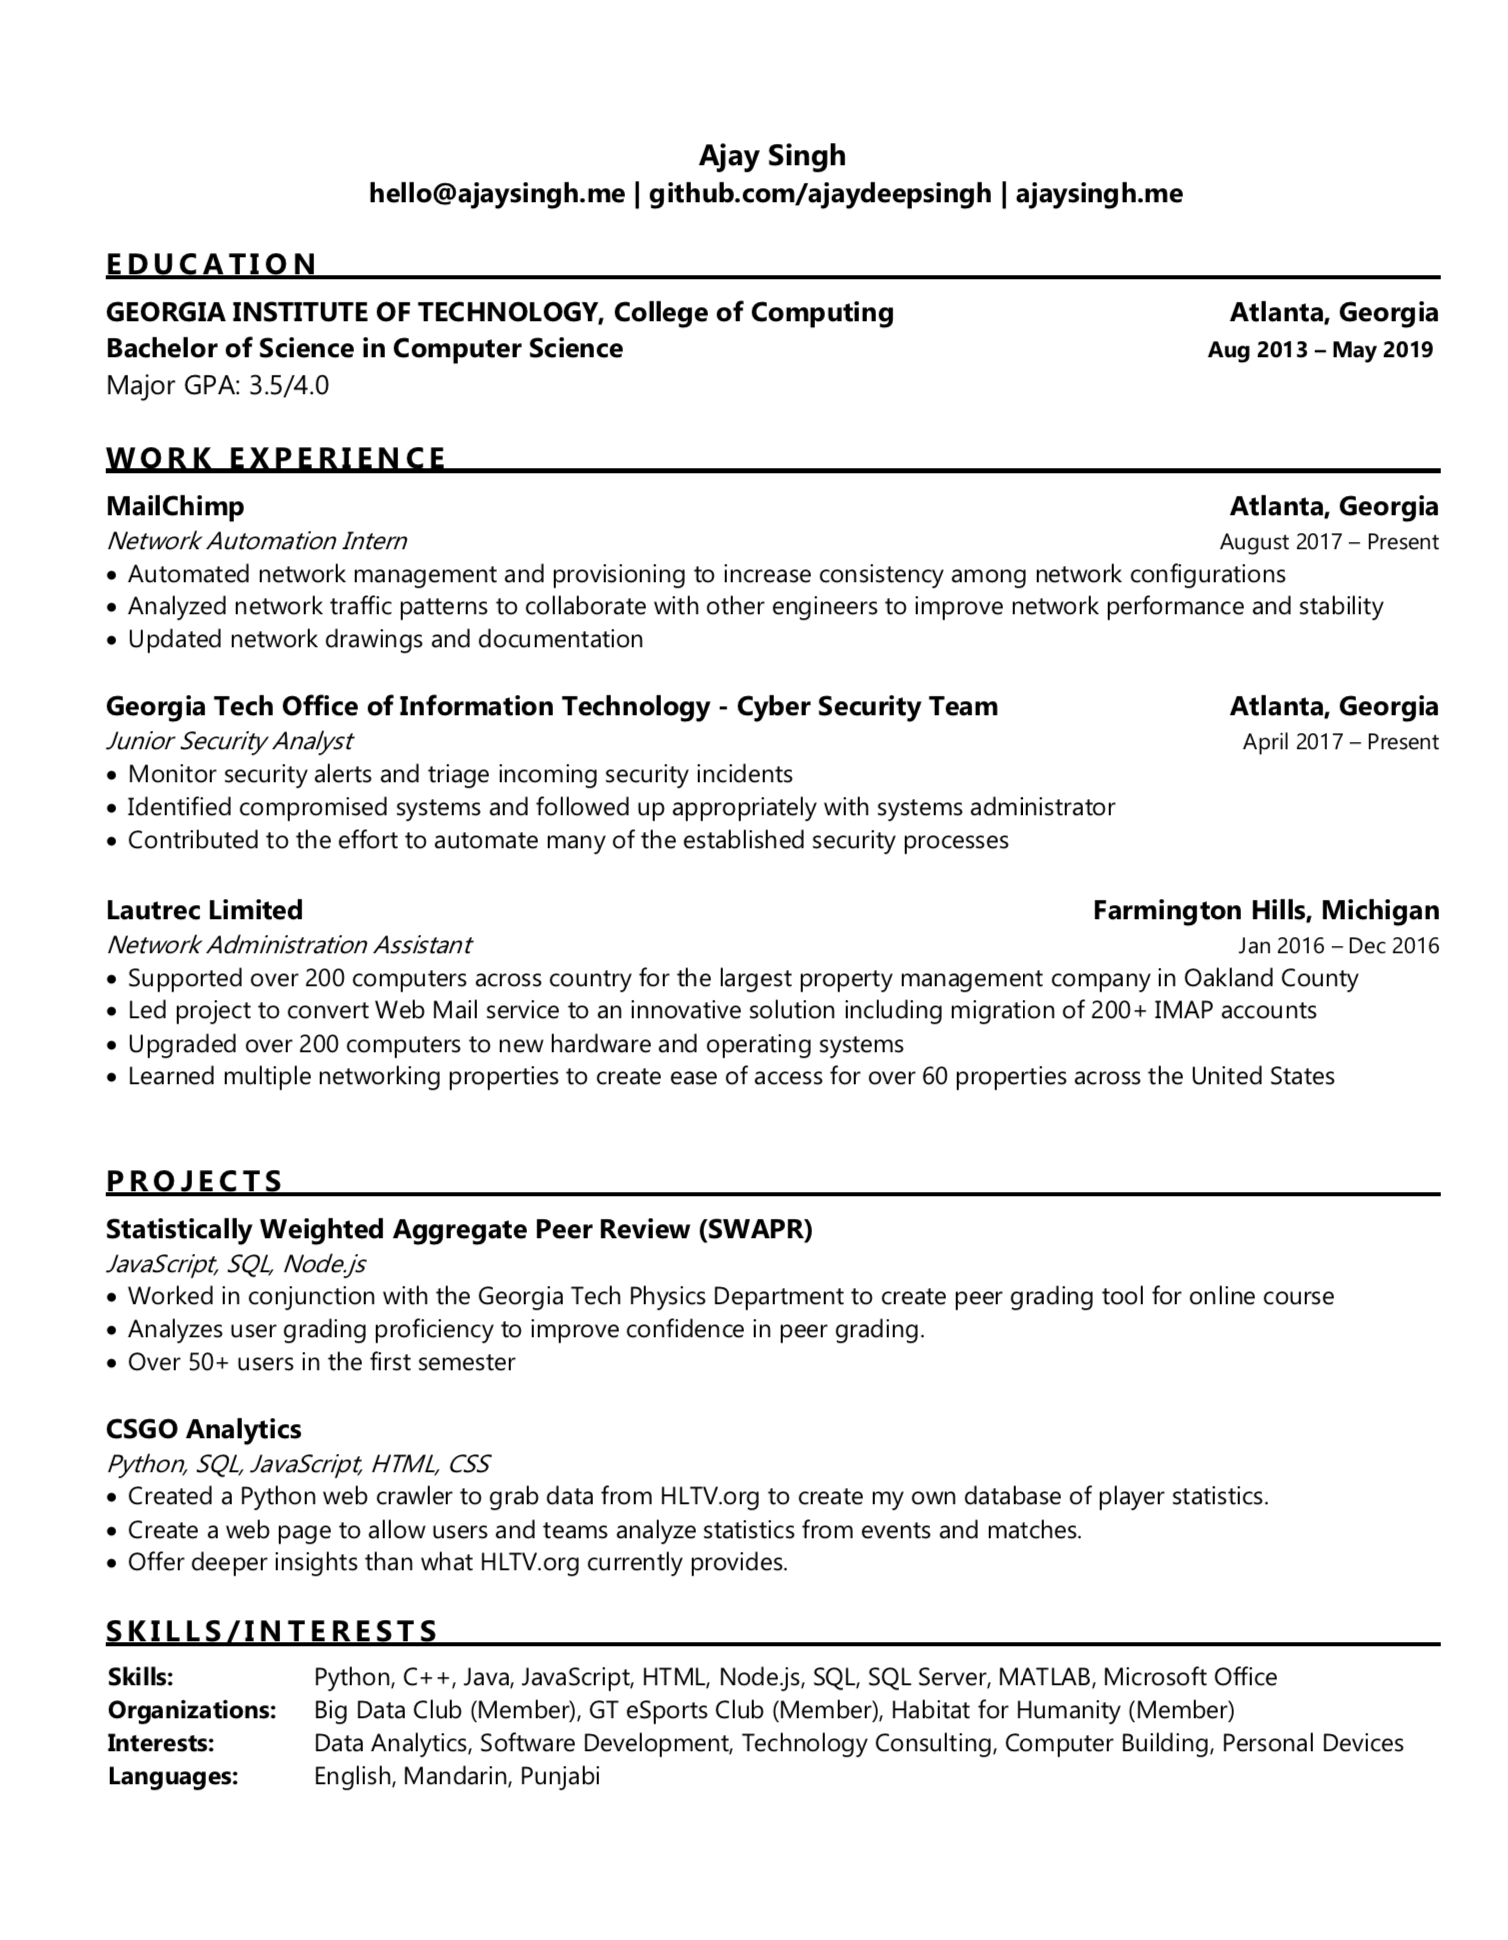 Ajay Singh
hello@ajaysingh.me | github.com/ajaydeepsingh | ajaysingh.me
EDUCATION
GEORGIA INSTITUTE OF TECHNOLOGY, College of Computing Atlanta, Georgia
Bachelor of Science in Computer Science Aug 2013 – May 2019
Major GPA: 3.5/4.0
WORK EXPERIENCE
MailChimp Atlanta, Georgia
Network Automation Intern August 2017 – Present
• Automated network management and provisioning to increase consistency among network configurations
• Analyzed network traffic patterns to collaborate with other engineers to improve network performance and stability
• Updated network drawings and documentation
Georgia Tech Office of Information Technology - Cyber Security Team Atlanta, Georgia
Junior Security Analyst April 2017 – Present
• Monitor security alerts and triage incoming security incidents
• Identified compromised systems and followed up appropriately with systems administrator
• Contributed to the effort to automate many of the established security processes
Lautrec Limited Farmington Hills, Michigan
Network Administration Assistant Jan 2016 – Dec 2016
• Supported over 200 computers across country for the largest property management company in Oakland County
• Led project to convert Web Mail service to an innovative solution including migration of 200+ IMAP accounts
• Upgraded over 200 computers to new hardware and operating systems
• Learned multiple networking properties to create ease of access for over 60 properties across the United States
PROJECTS
Statistically Weighted Aggregate Peer Review (SWAPR)
JavaScript, SQL, Node.js
• Worked in conjunction with the Georgia Tech Physics Department to create peer grading tool for online course
• Analyzes user grading proficiency to improve confidence in peer grading.
• Over 50+ users in the first semester
CSGO Analytics
Python, SQL, JavaScript, HTML, CSS
• Created a Python web crawler to grab data from HLTV.org to create my own database of player statistics.
• Create a web page to allow users and teams analyze statistics from events and matches.
• Offer deeper insights than what HLTV.org currently provides.
SKILLS/INTERESTS
Skills: Python, C++, Java, JavaScript, HTML, Node.js, SQL, SQL Server, MATLAB, Microsoft Office
Organizations: Big Data Club (Member), GT eSports Club (Member), Habitat for Humanity (Member)
Interests: Data Analytics, Software Development, Technology Consulting, Computer Building, Personal Devices
Languages: English, Mandarin, Punjabi